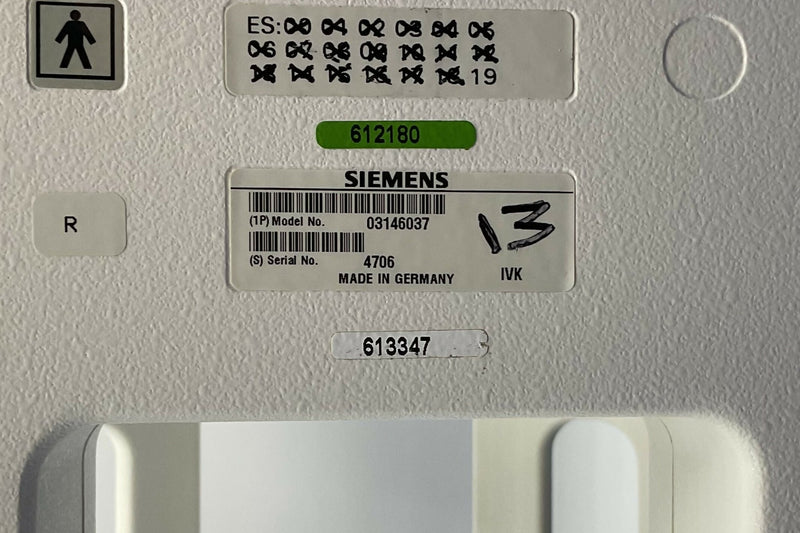 ES: 00 01 02 03 04 05
06 07 08 09 10 11 12
13 14 15 16 17 18 19
612180
SIEMENS
R
(1P) Model No. 03146037
13
(S) Serial No. 4706
MADE IN GERMANY
IVK
613347